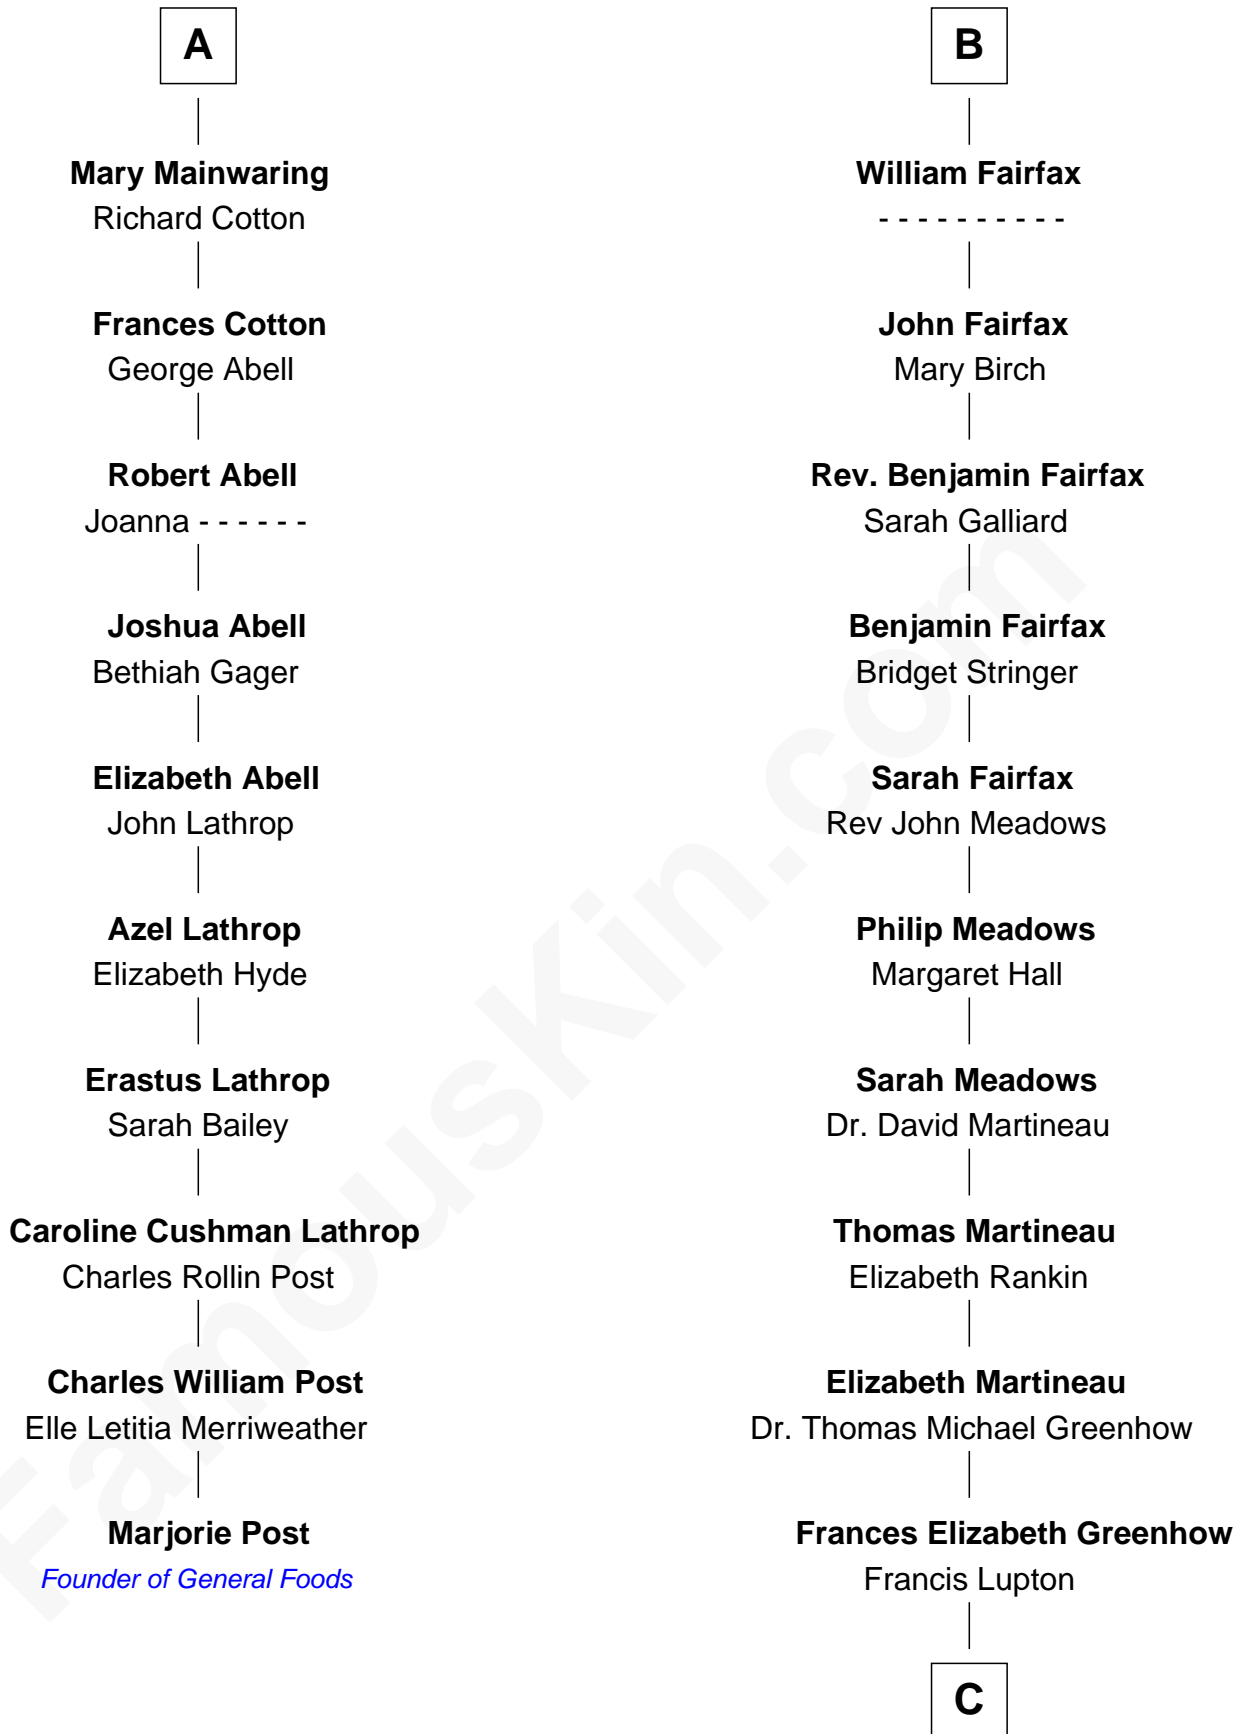 A
Mary Mainwaring
Richard Cotton
Frances Cotton
George Abell
Robert Abell
Joanna - - - - - -
Joshua Abell
Bethiah Gager
Elizabeth Abell
John Lathrop
Azel Lathrop
Elizabeth Hyde
Erastus Lathrop
Sarah Bailey
Caroline Cushman Lathrop
Charles Rollin Post
Charles William Post
Elle Letitia Merriweather
Marjorie Post
Founder of General Foods
B
William Fairfax
- - - - - - - - - -
John Fairfax
Mary Birch
Rev. Benjamin Fairfax
Sarah Galliard
Benjamin Fairfax
Bridget Stringer
Sarah Fairfax
Rev John Meadows
Philip Meadows
Margaret Hall
Sarah Meadows
Dr. David Martineau
Thomas Martineau
Elizabeth Rankin
Elizabeth Martineau
Dr. Thomas Michael Greenhow
Frances Elizabeth Greenhow
Francis Lupton
C
FamousKin.com